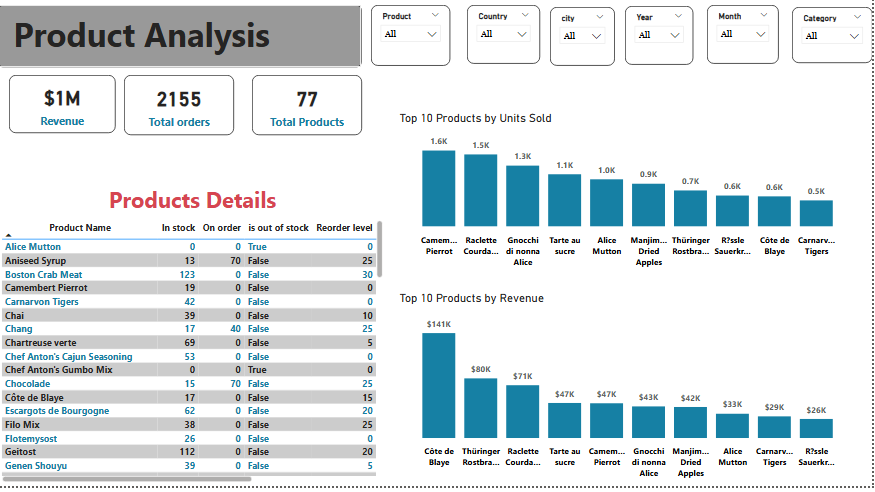 Product Analysis
Product
All
Country
All
city
All
Year
All
Month
All
Category
All
$1M
Revenue
2155
Total orders
77
Total Products
Products Details
Product Name In stock On order is out of stock Reorder level
Alice Mutton 0 0 True 0
Aniseed Syrup 13 70 False 25
Boston Crab Meat 123 0 False 30
Camembert Pierrot 19 0 False 0
Carnarvon Tigers 42 0 False 0
Chai 39 0 False 10
Chang 17 40 False 25
Chartreuse verte 69 0 False 5
Chef Anton's Cajun Seasoning 53 0 False 0
Chef Anton's Gumbo Mix 0 0 True 0
Chocolade 15 70 False 25
Côte de Blaye 17 0 False 15
Escargots de Bourgogne 62 0 False 20
Filo Mix 38 0 False 25
Flotemysost 26 0 False 0
Geitost 112 0 False 20
Genen Shouyu 39 0 False 5
Top 10 Products by Units Sold
1.6K 1.5K 1.3K 1.1K 1.0K 0.9K 0.7K 0.6K 0.6K 0.5K
Camem... Raclette Gnocchi Tarte au Alice Manjim... Thüringer R?ssle Côte de Carnarv...
Pierrot Courda... di nonna sucre Mutton Dried Rostbra... Sauerkr... Blaye Tigers
Alice Apples
Top 10 Products by Revenue
$141K $80K $71K $47K $47K $43K $42K $33K $29K $26K
Côte de Thüringer Raclette Tarte au Camem... Gnocchi Manjim... Alice Carnarv... R?ssle
Blaye Rostbra... Courda... sucre Pierrot di nonna Dried Mutton Tigers Sauerkr...
Alice Apples